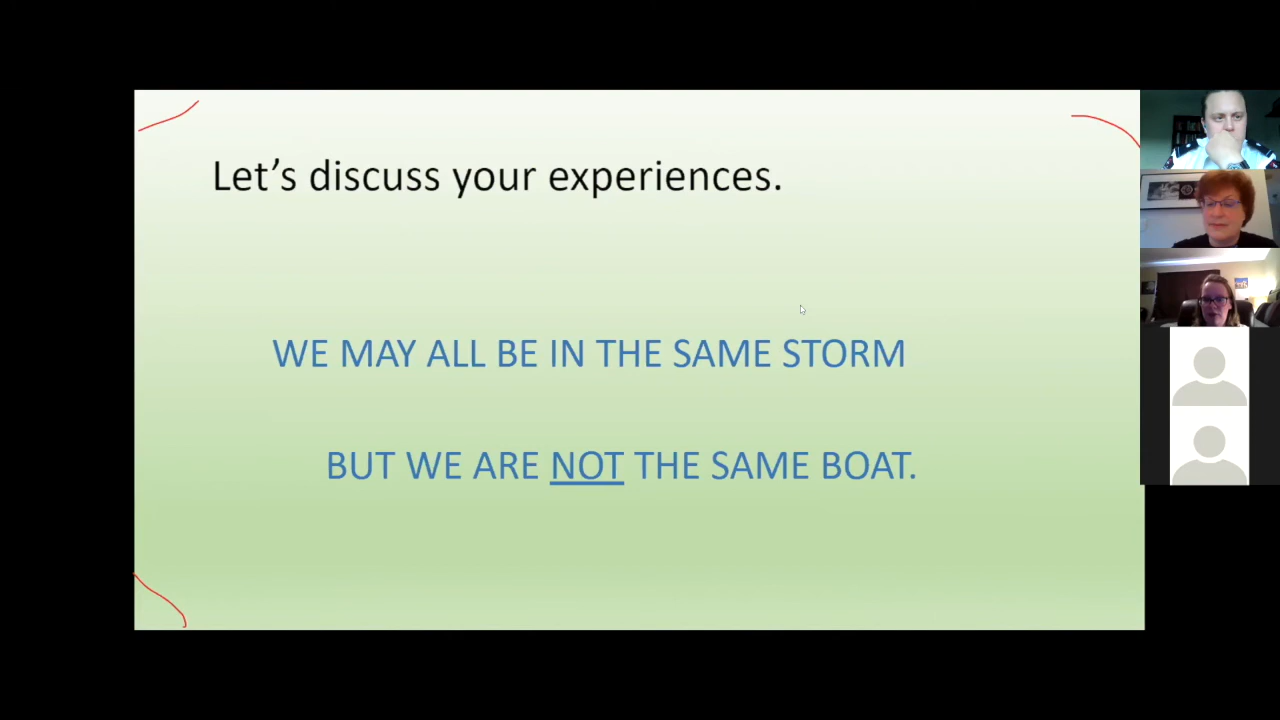 Let's discuss your experiences.
WE MAY ALL BE IN THE SAME STORM
BUT WE ARE NOT THE SAME BOAT.